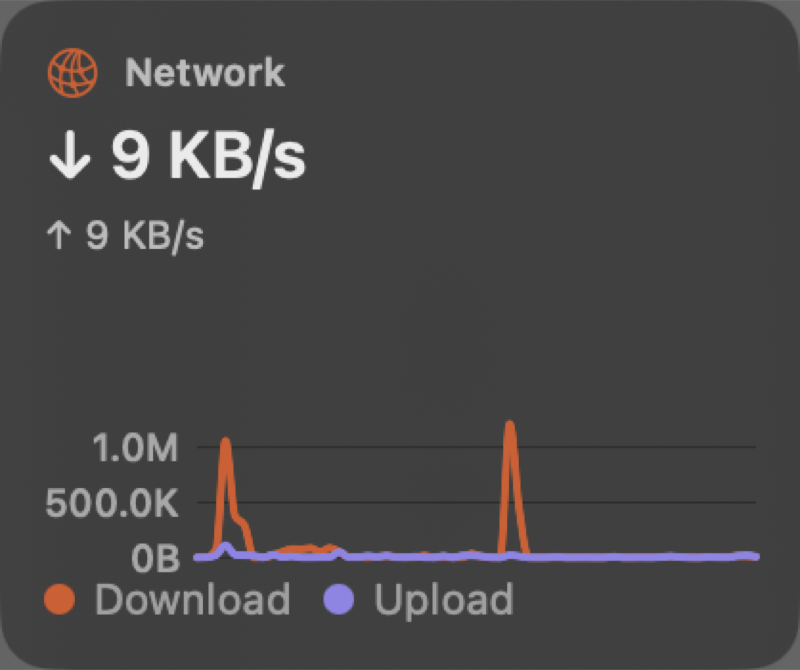 Network
↓ 9 KB/s
↑ 9 KB/s
1.0M
500.0K
0B
Download Upload